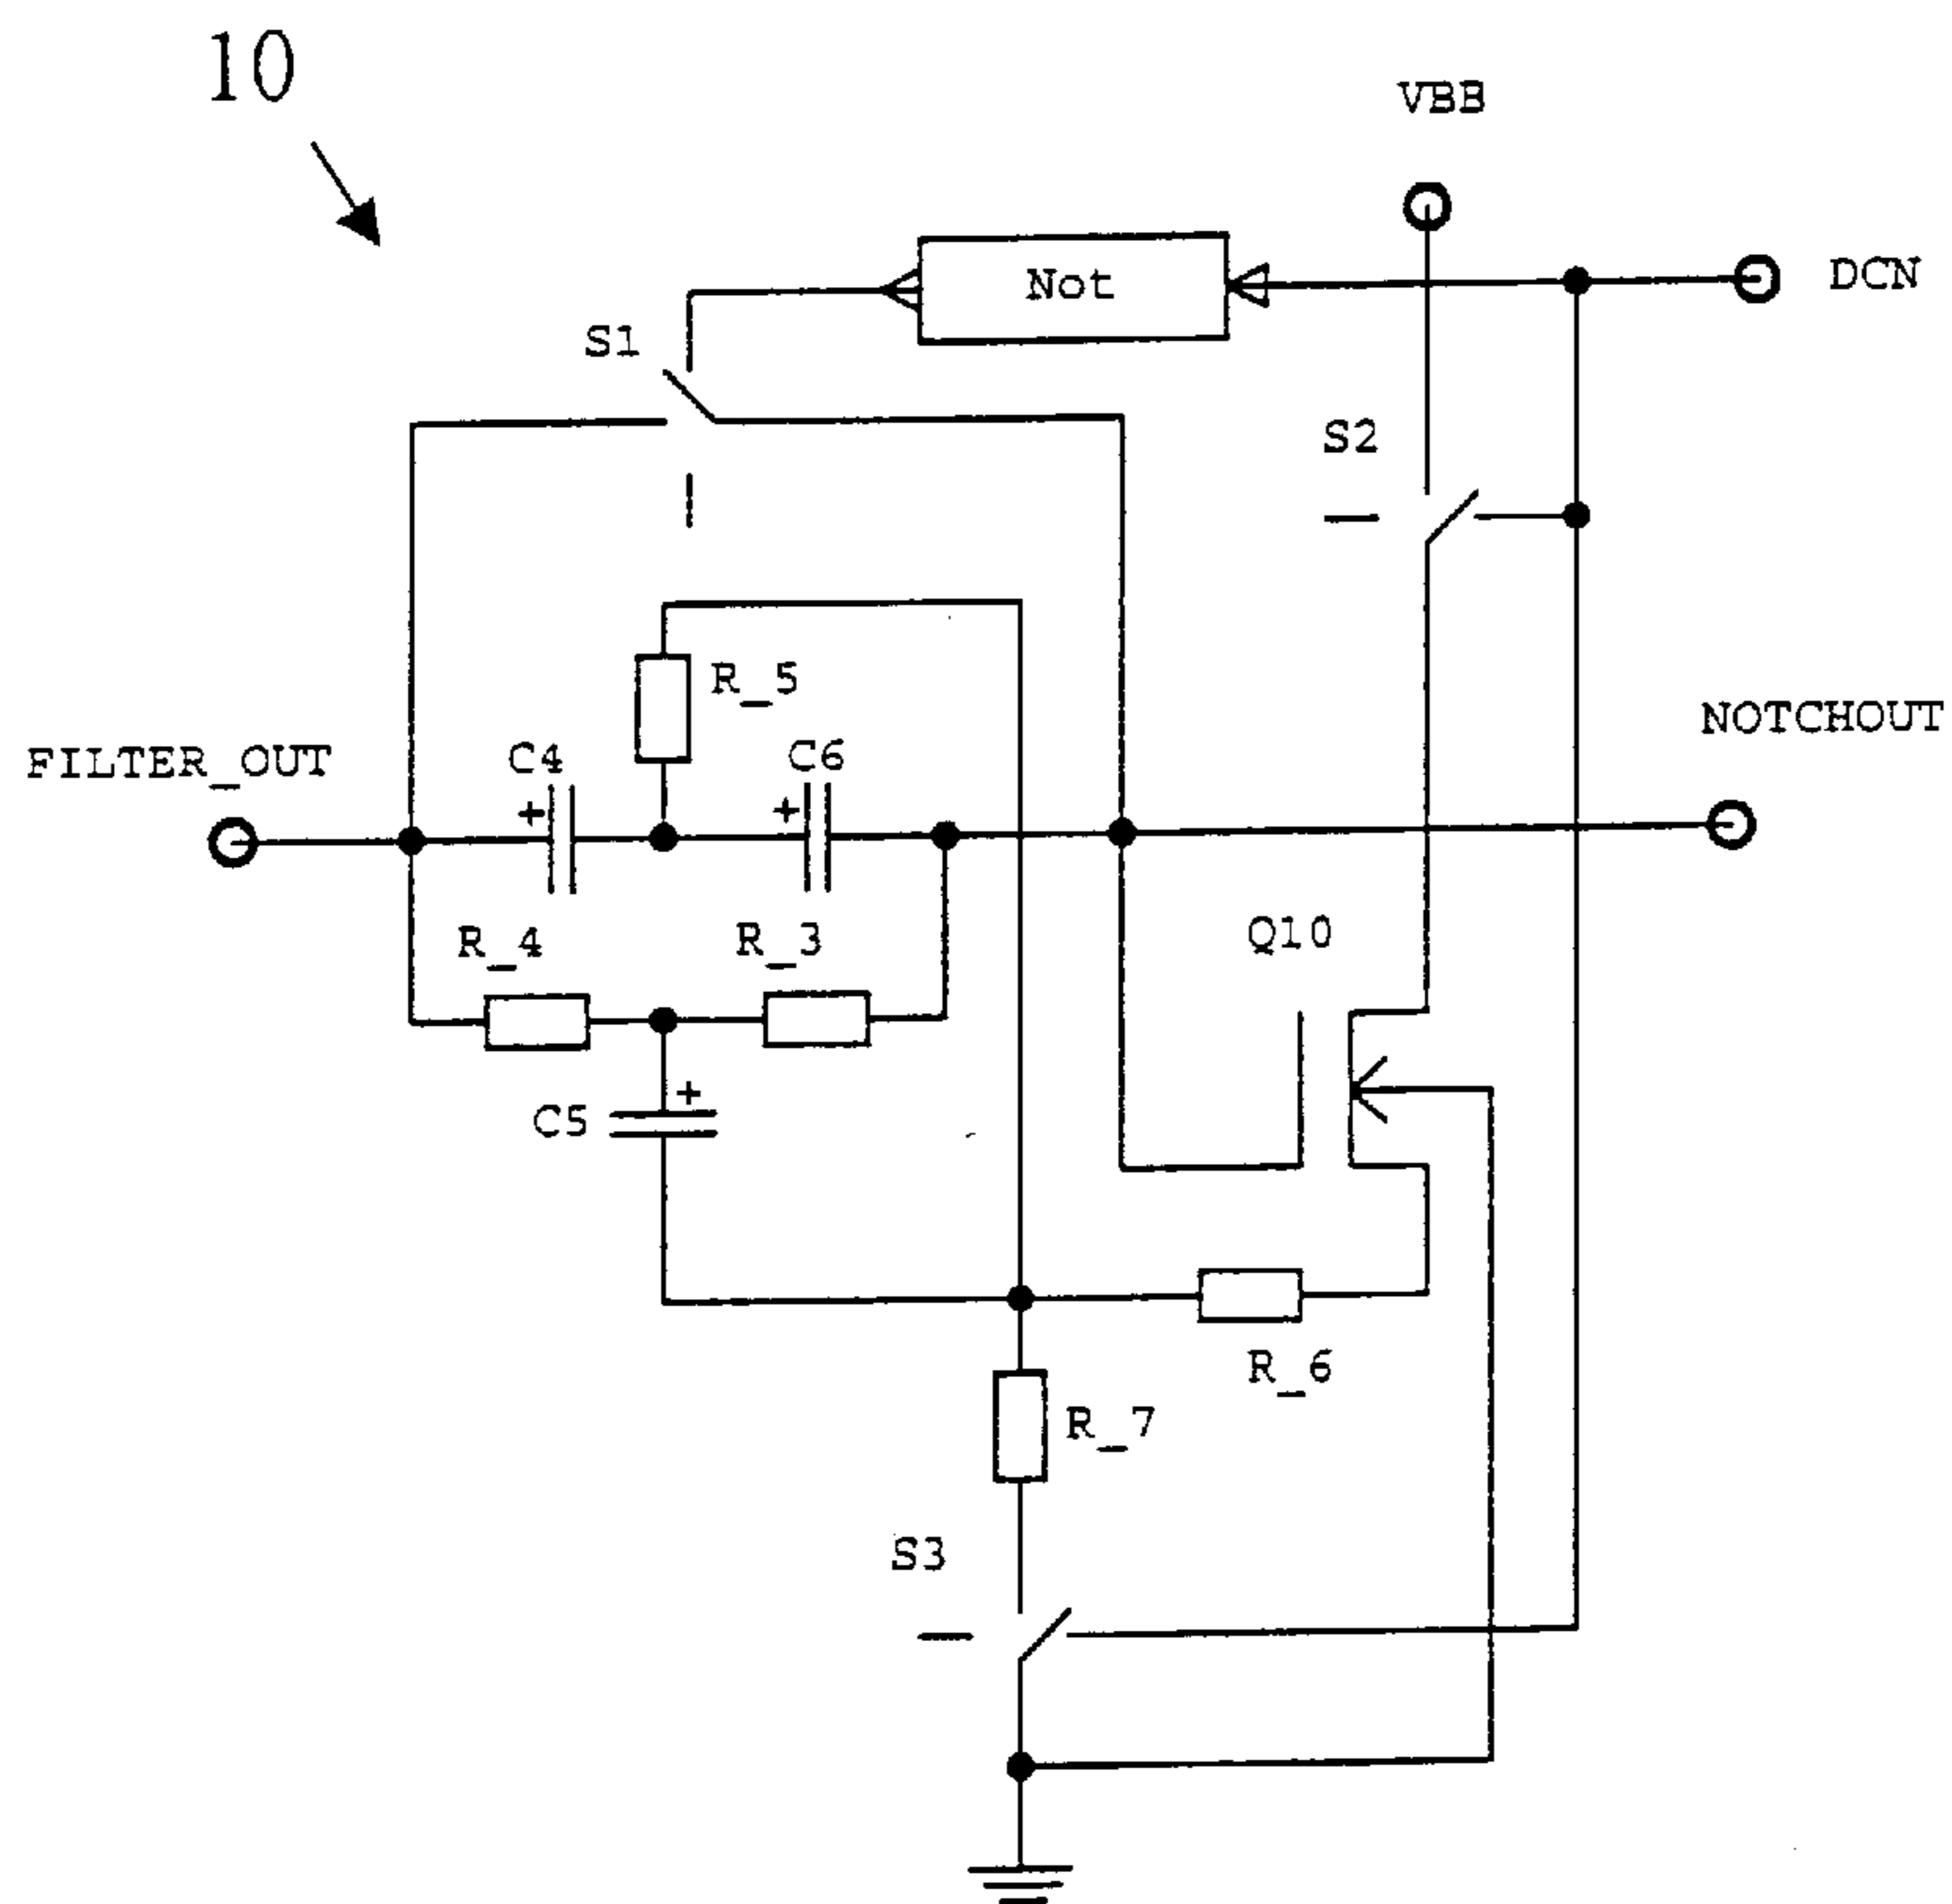 10
VBB
Not
DCN
S1
S2
R_5
NOTCHOUT
FILTER_OUT
C4
+
C6
+
Q10
R_4
R_3
+
C5
R_6
R_7
S3